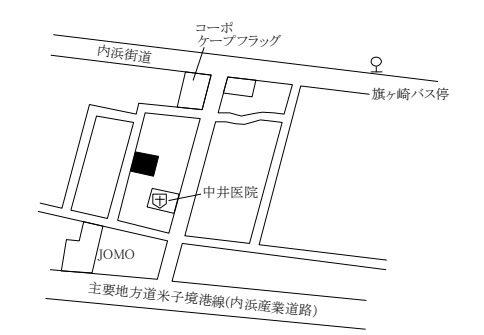 コーポ
ケープフラッグ
内浜街道
旗ヶ崎バス停
中井医院
JOMO
主要地方道米子境港線(内浜産業道路)